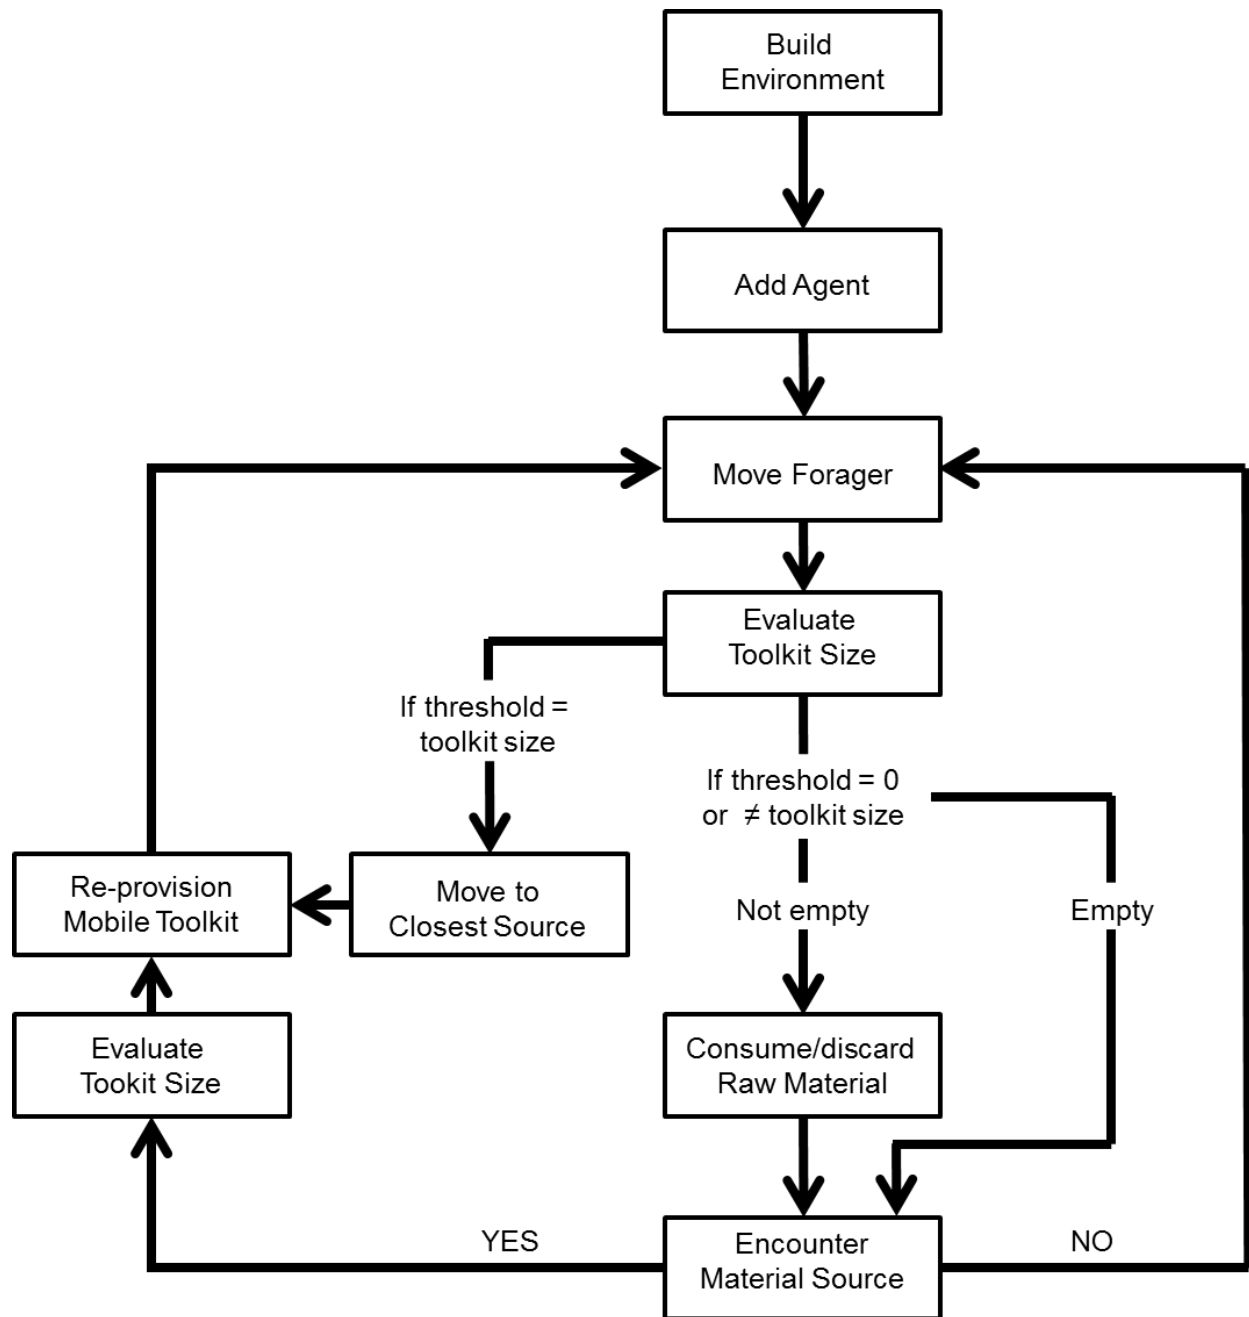 Build
Environment
Add Agent
Move Forager
Evaluate
Toolkit Size
If threshold =
toolkit size
If threshold = 0
or ≠ toolkit size
Re-provision
Mobile Toolkit
Move to
Closest Source
Not empty
Empty
Evaluate
Tookit Size
Consume/discard
Raw Material
YES
Encounter
Material Source
NO